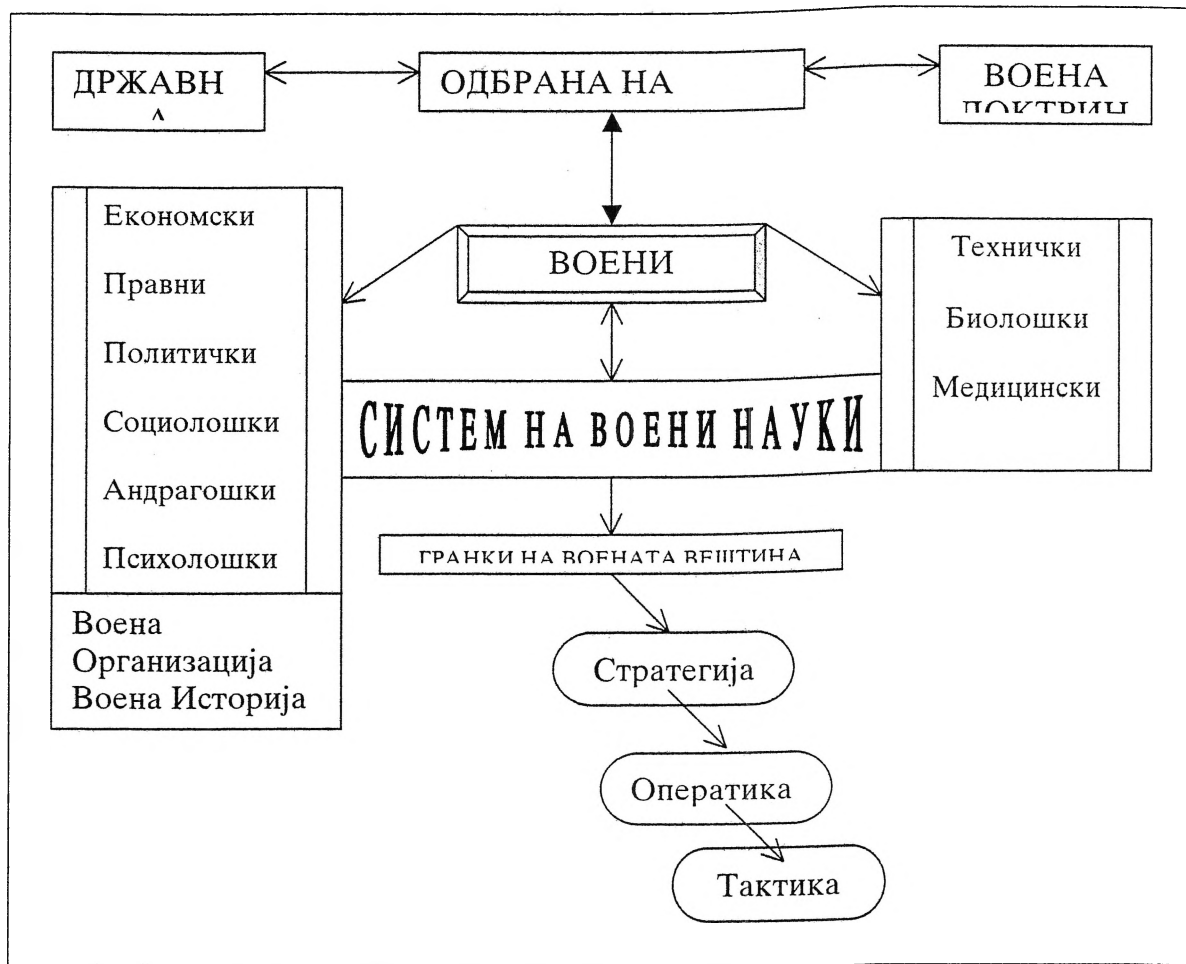 ДРЖАВН
ОДБРАНА НА
ВОЕНА
ДОКТРИН
Економски
Правни
Политички
Социолошки
Андрагошки
Психолошки
Воена
Организација
Воена Историја
ВОЕНИ
СИСТЕМ НА ВОЕНИ НАУКИ
ГРАНКИ НА ВОЕНАТА ВЕШТИНА
Стратегија
Оператика
Тактика
Технички
Биолошки
Медицински